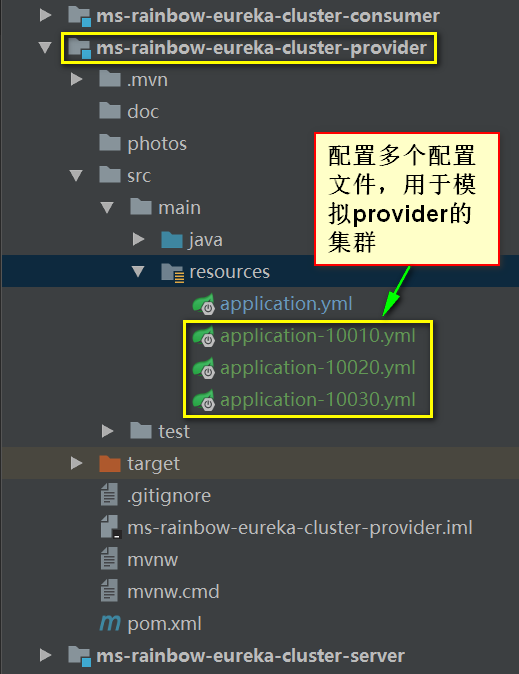 ms-rainbow-eureka-cluster-consumer
ms-rainbow-eureka-cluster-provider
.mvn
doc
photos
src
main
java
resources
application.yml
application-10010.yml
application-10020.yml
application-10030.yml
test
target
.gitignore
ms-rainbow-eureka-cluster-provider.iml
mvnw
mvnw.cmd
m pom.xml
ms-rainbow-eureka-cluster-server
配置多个配置
文件，用于模
拟provider的
集群